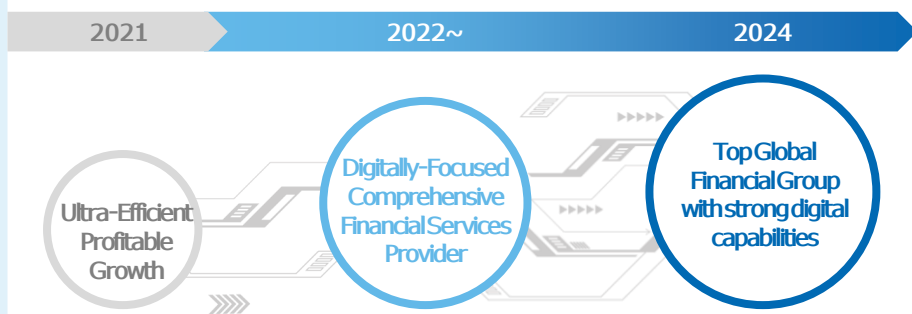 2021
2022~
2024
Ultra-Efficient
Profitable
Growth
Digitally-Focused
Comprehensive
Financial Services
Provider
Top Global
Financial Group
with strong digital
capabilities